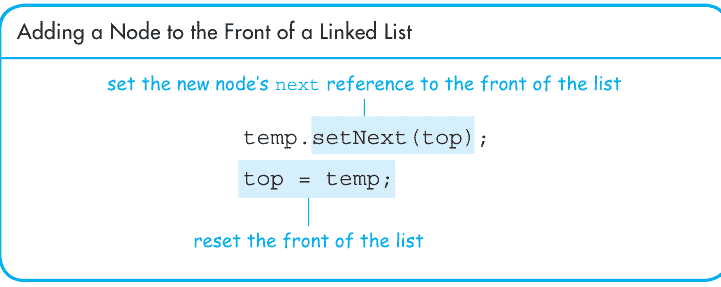 Adding a Node to the Front of a Linked List
set the new node's next reference to the front of the list
temp.setNext(top);
top = temp;
reset the front of the list